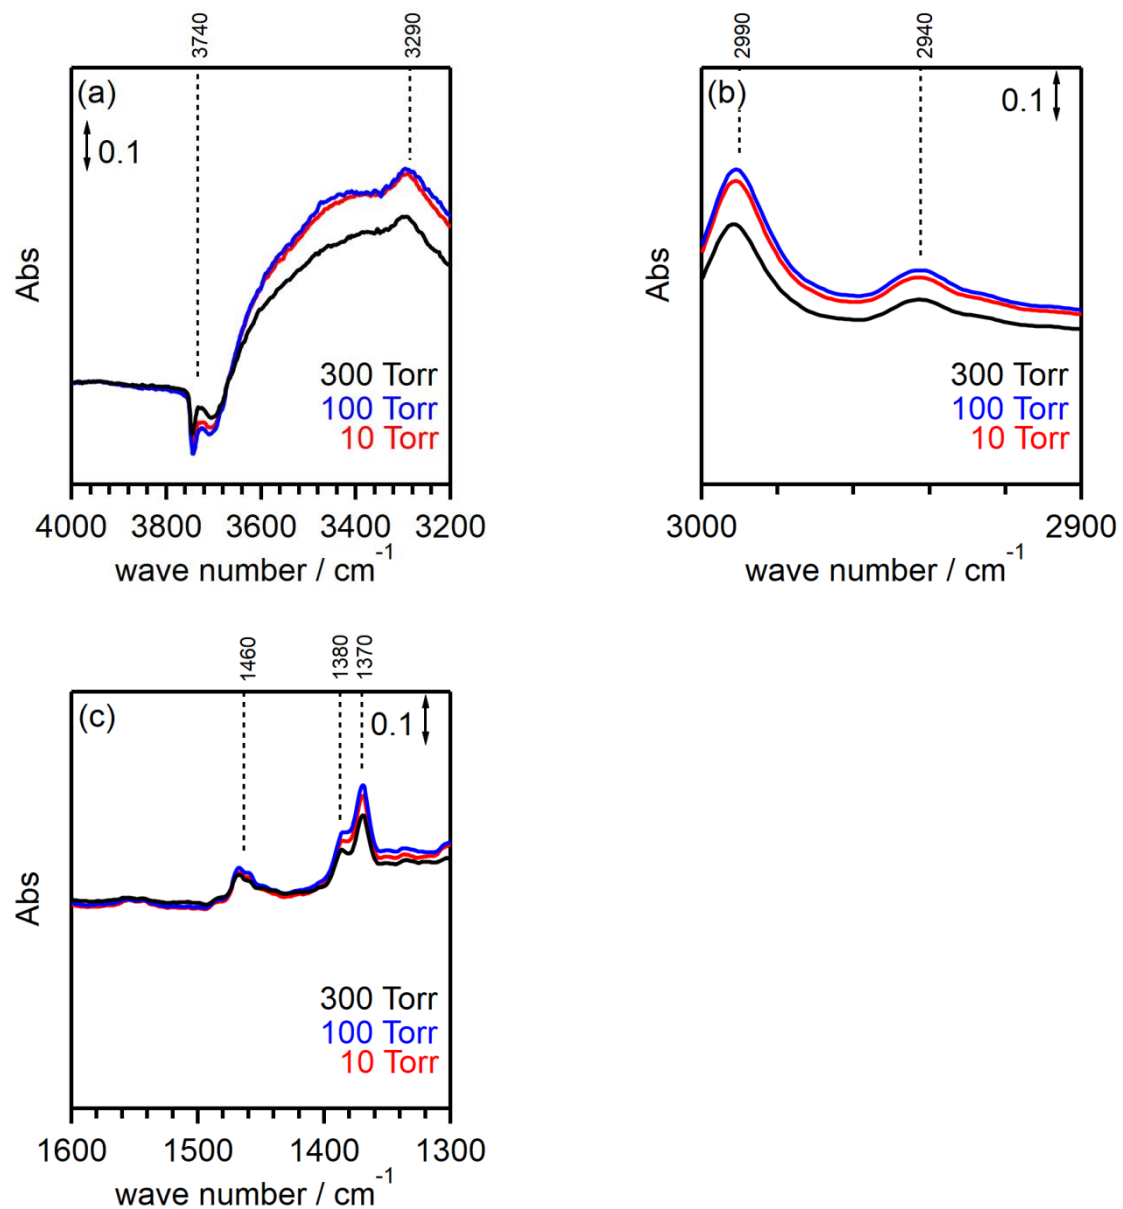 3740
3290
(a)
0.1
Abs
300 Torr
100 Torr
10 Torr
4000 3800 3600 3400 3200
wave number / cm-1
2990
2940
(b)
0.1
Abs
300 Torr
100 Torr
10 Torr
3000 2900
wave number / cm-1
1460
1380
1370
(c)
0.1
Abs
300 Torr
100 Torr
10 Torr
1600 1500 1400 1300
wave number / cm-1